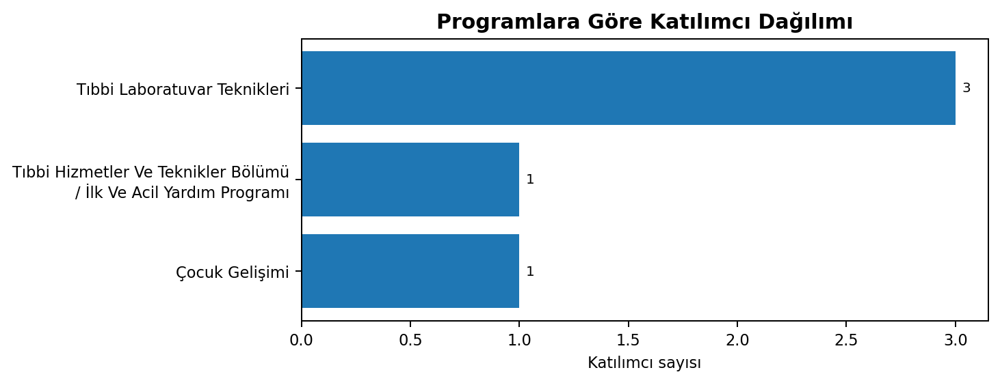 Programlara Göre Katılımcı Dağılımı
Tıbbi Laboratuvar Teknikleri
3
Tıbbi Hizmetler Ve Teknikler Bölümü
/ İlk Ve Acil Yardım Programı
1
Çocuk Gelişimi
1
0.0 0.5 1.0 1.5 2.0 2.5 3.0
Katılımcı sayısı